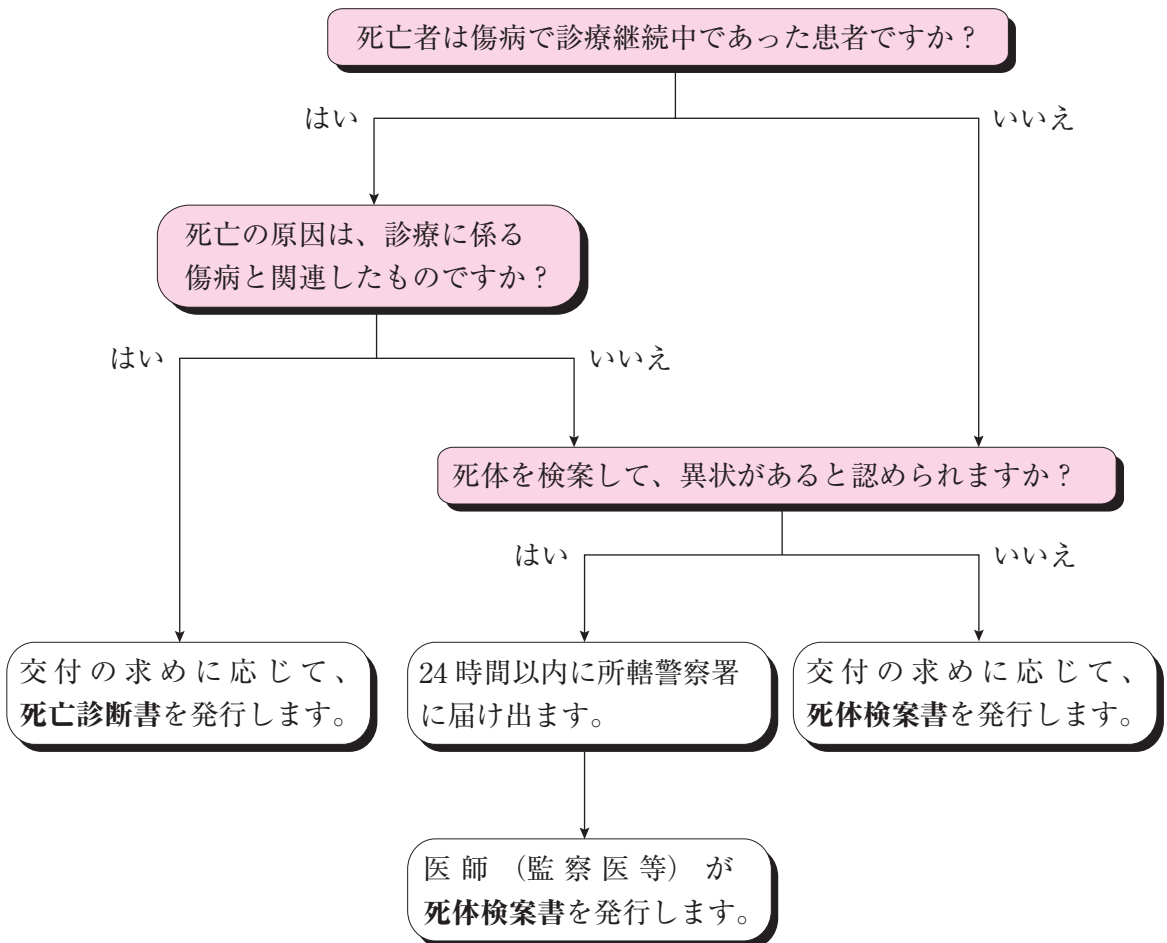 死亡者は傷病で診療継続中であった患者ですか？
はい
いいえ
死亡の原因は、診療に係る
傷病と関連したものですか？
はい
いいえ
死体を検案して、異状があると認められますか？
はい
いいえ
交付の求めに応じて、
死亡診断書を発行します。
24時間以内に所轄警察署
に届け出ます。
交付の求めに応じて、
死体検案書を発行します。
医師（監察医等）が
死体検案書を発行します。